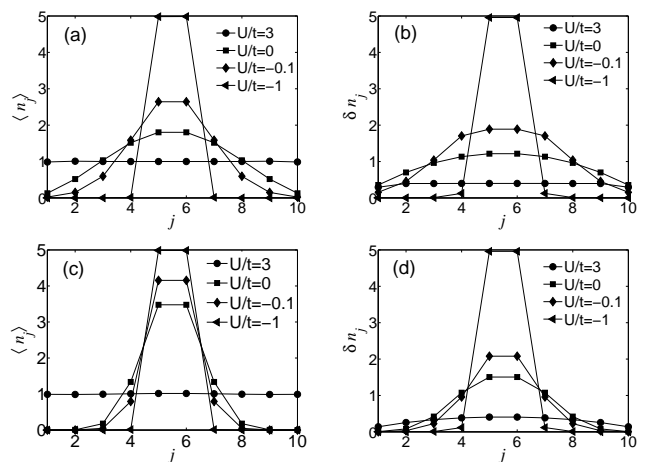 (a)
U/t=3
U/t=0
U/t=−0.1
U/t=−1
⟨ n_j ⟩
5
4
3
2
1
0
2 4 6 8 10
j
(b)
U/t=3
U/t=0
U/t=−0.1
U/t=−1
δ n_j
5
4
3
2
1
0
2 4 6 8 10
j
(c)
U/t=3
U/t=0
U/t=−0.1
U/t=−1
⟨ n_j ⟩
5
4
3
2
1
0
2 4 6 8 10
j
(d)
U/t=3
U/t=0
U/t=−0.1
U/t=−1
δ n_j
5
4
3
2
1
0
2 4 6 8 10
j